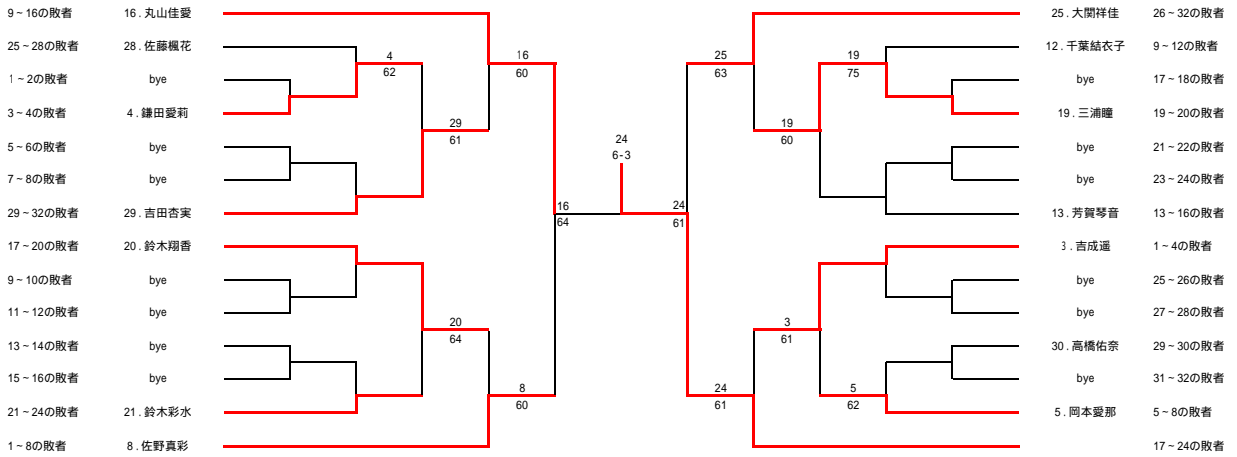 9~16の敗者 16.丸山佳愛
25~28の敗者 28.佐藤楓花
1~2の敗者 bye
3~4の敗者 4.鎌田愛莉
5~6の敗者 bye
7~8の敗者 bye
29~32の敗者 29.吉田杏実
17~20の敗者 20.鈴木翔香
9~10の敗者 bye
11~12の敗者 bye
13~14の敗者 bye
15~16の敗者 bye
21~24の敗者 21.鈴木彩水
1~8の敗者 8.佐野真彩
4
62
29
61
16
60
20
64
8
60
16
64
24
6-3
24
61
25
63
19
75
19
60
3
61
5
62
24
61
25.大関祥佳 26~32の敗者
12.千葉結衣子 9~12の敗者
bye 17~18の敗者
19.三浦瞳 19~20の敗者
bye 21~22の敗者
bye 23~24の敗者
13.芳賀琴音 13~16の敗者
3.吉成遥 1~4の敗者
bye 25~26の敗者
bye 27~28の敗者
30.高橋佑奈 29~30の敗者
bye 31~32の敗者
5.岡本愛那 5~8の敗者
17~24の敗者